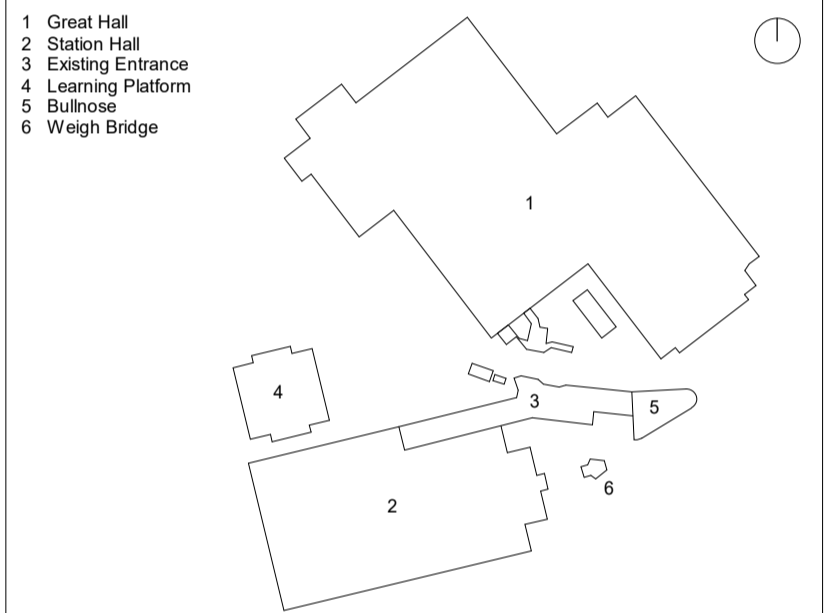 1 Great Hall
2 Station Hall
3 Existing Entrance
4 Learning Platform
5 Bullnose
6 Weigh Bridge
1
4
3
5
6
2